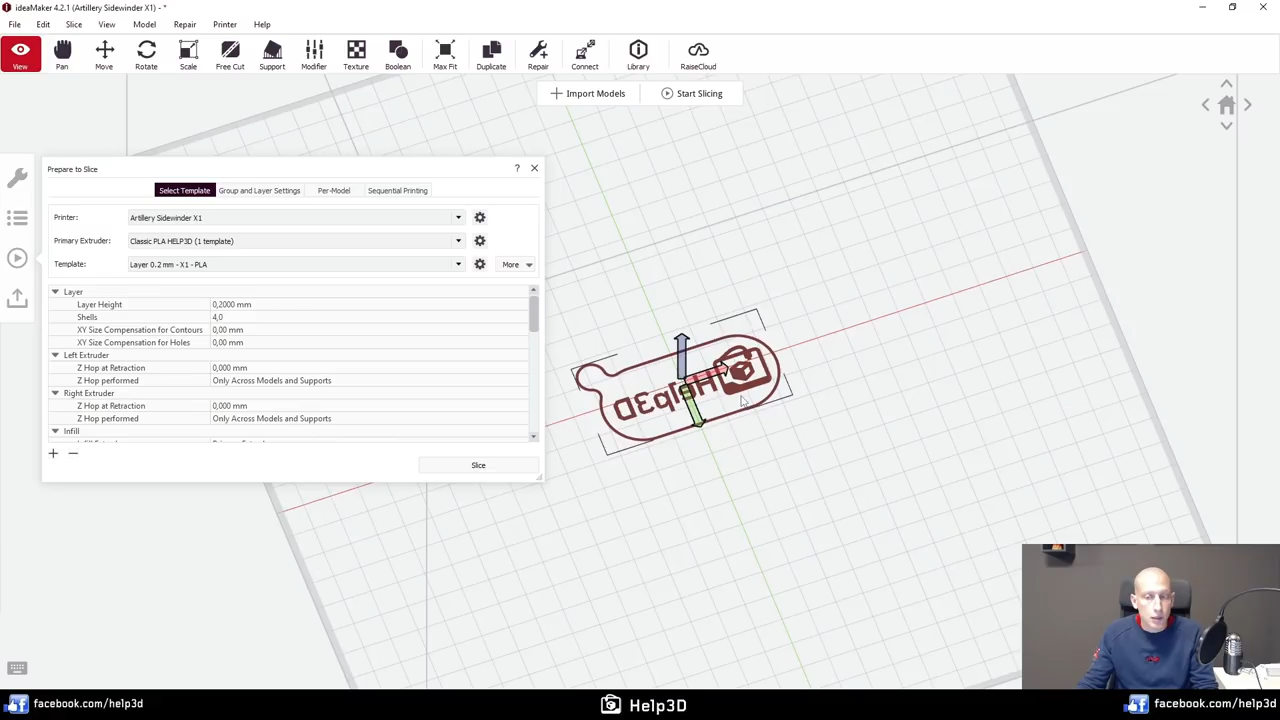 ideaMaker 4.2.0 (Artillery Sidewinder X1) - *
File Edit Slice View Model Repair Printer Help
View Pan Move Rotate Scale Free Cut Support Modifier Texture Boolean Max Fit Duplicate Repair Connect Library RaiseCloud
Import Models Start Slicing
Prepare to Slice ?
Select Template Group and Layer Settings Per-Model Sequential Printing
Printer: Artillery Sidewinder X1
Primary Extruder: Classic PLA HELP3D (1 template)
Template: Layer 0.2 mm - X1 - PLA More
Layer
Layer Height 0,2000 mm
Shells 4,0
XY Size Compensation for Contours 0,00 mm
XY Size Compensation for Holes 0,00 mm
Left Extruder
Z Hop at Retraction 0,000 mm
Z Hop performed Only Across Models and Supports
Right Extruder
Z Hop at Retraction 0,000 mm
Z Hop performed Only Across Models and Supports
Infill
Slice
Help3D
facebook.com/help3d Help3D facebook.com/help3d